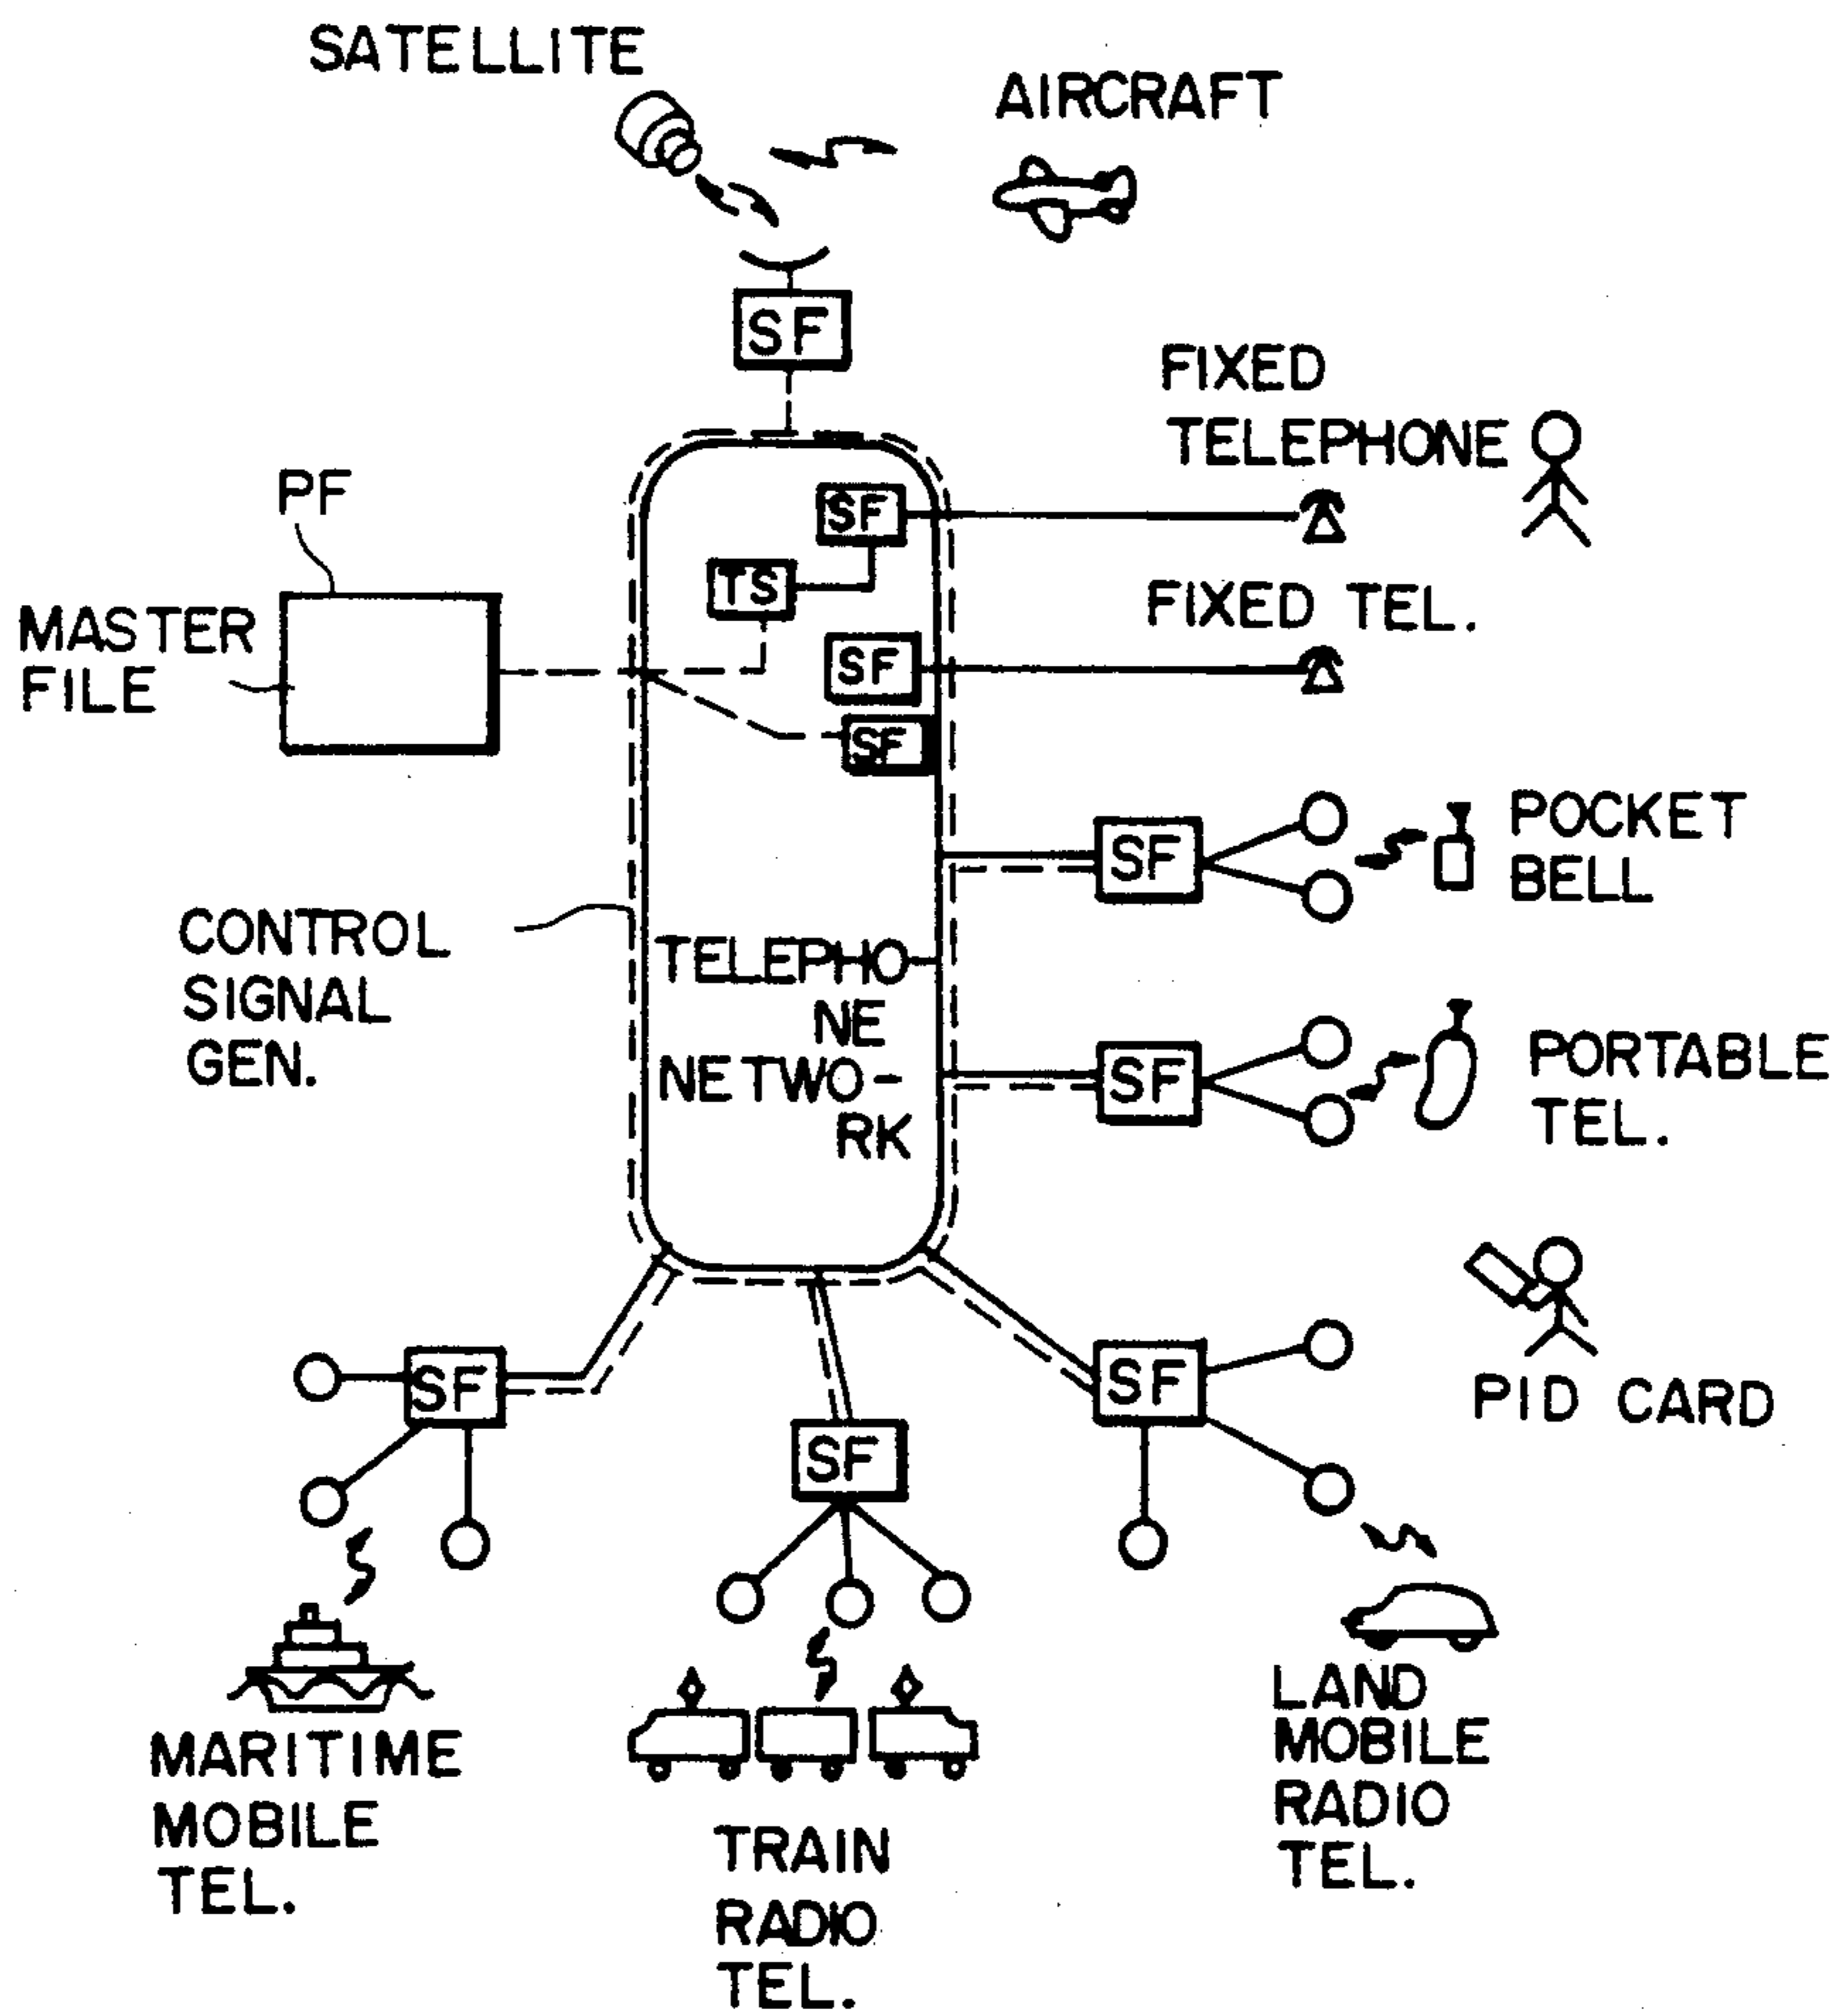 SATELLITE
AIRCRAFT
SF
FIXED
TELEPHONE
PF
SF
TS
MASTER
FILE
FIXED TEL.
SF
SF
SF
POCKET
BELL
CONTROL
SIGNAL
GEN.
TELEPHO
NE
NETWO-
RK
SF
PORTABLE
TEL.
PID CARD
SF
SF
SF
MARITIME
MOBILE
TEL.
TRAIN
RADIO
TEL.
LAND
MOBILE
RADIO
TEL.